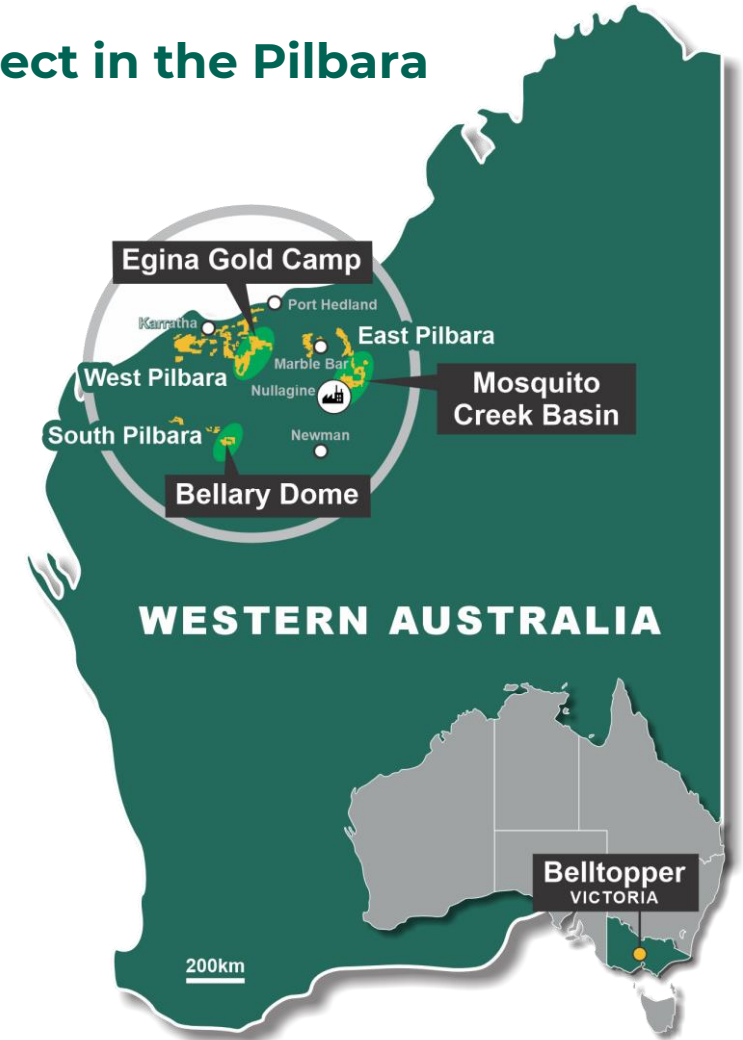 ect in the Pilbara
Egina Gold Camp
Port Hedland
Karratha
East Pilbara
Marble Bar
West Pilbara
Nullagine
Mosquito
Creek Basin
South Pilbara
Newman
Bellary Dome
WESTERN AUSTRALIA
Belltopper
VICTORIA
200km